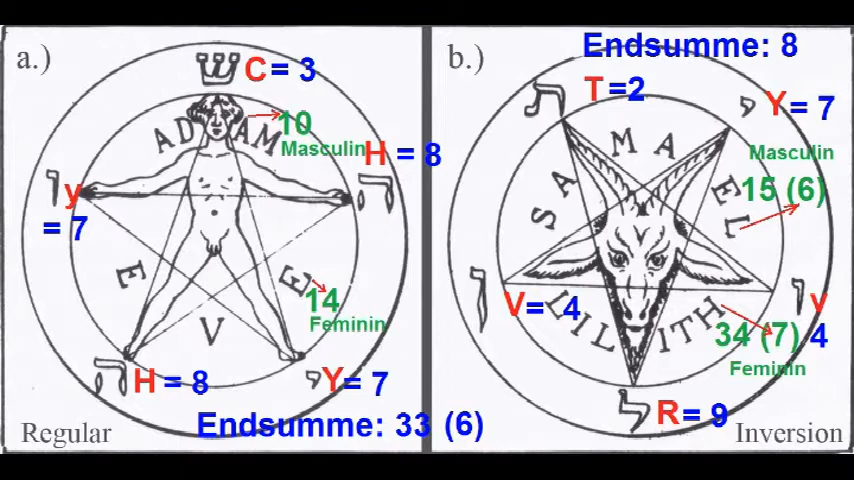 a.)
ש C = 3
ADAM
10
Masculin
H = 8
ה
ו y
= 7
E
E
14
Feminin
V
ה H = 8
י Y = 7
Endsumme: 33 (6)
Regular
b.)
Endsumme: 8
ת T =2
י Y = 7
Masculin
SAMAEL
15 (6)
ן V = 4
ו v
4
LILITH
34 (7)
Feminin
ל R = 9
Inversion